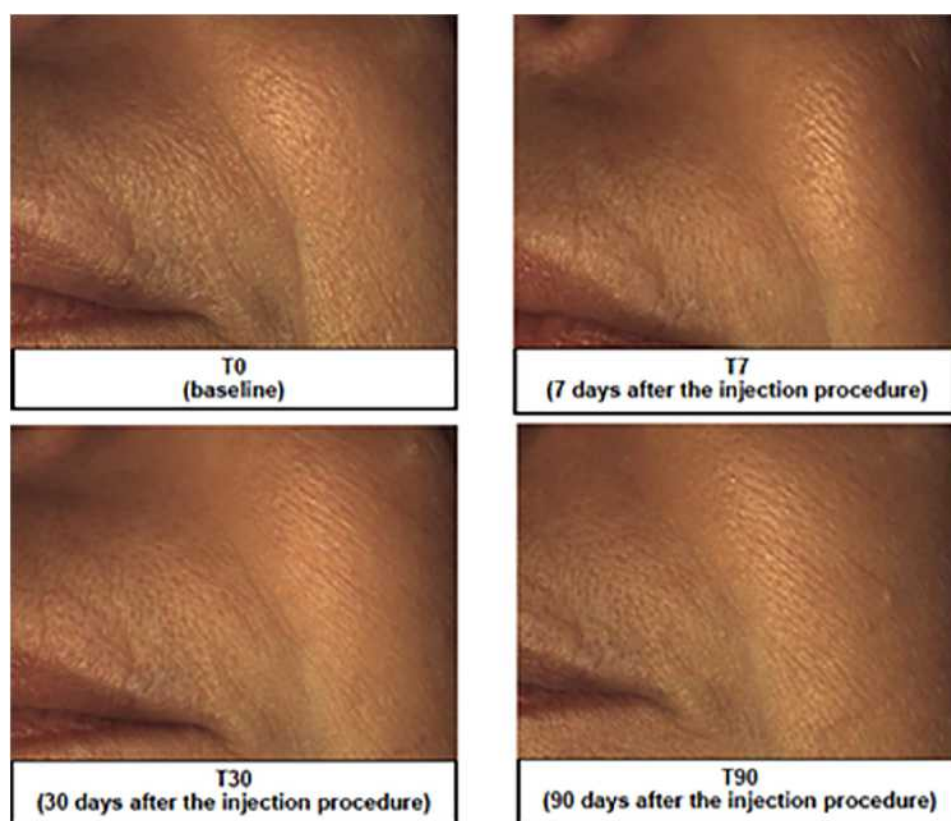 T0
(baseline)
T7
(7 days after the injection procedure)
T30
(30 days after the injection procedure)
T90
(90 days after the injection procedure)